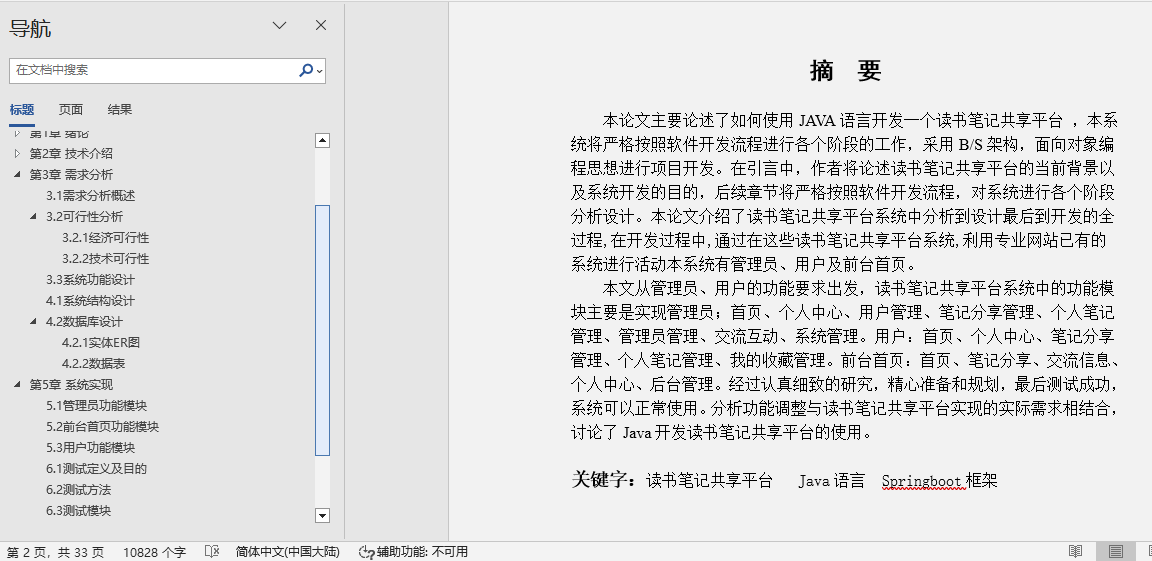 导航
在文档中搜索
标题 页面 结果
第1章 绪论
第2章 技术介绍
第3章 需求分析
3.1需求分析概述
3.2可行性分析
3.2.1经济可行性
3.2.2技术可行性
3.3系统功能设计
4.1系统结构设计
4.2数据库设计
4.2.1实体ER图
4.2.2数据表
第5章 系统实现
5.1管理员功能模块
5.2前台首页功能模块
5.3用户功能模块
6.1测试定义及目的
6.2测试方法
6.3测试模块
摘 要
本论文主要论述了如何使用 JAVA 语言开发一个读书笔记共享平台 ，本系
统将严格按照软件开发流程进行各个阶段的工作，采用 B/S 架构，面向对象编
程思想进行项目开发。在引言中，作者将论述读书笔记共享平台的当前背景以
及系统开发的目的，后续章节将严格按照软件开发流程，对系统进行各个阶段
分析设计。本论文介绍了读书笔记共享平台系统中分析到设计最后到开发的全
过程,在开发过程中,通过在这些读书笔记共享平台系统,利用专业网站已有的
系统进行活动本系统有管理员、用户及前台首页。
本文从管理员、用户的功能要求出发，读书笔记共享平台系统中的功能模
块主要是实现管理员；首页、个人中心、用户管理、笔记分享管理、个人笔记
管理、管理员管理、交流互动、系统管理。用户：首页、个人中心、笔记分享
管理、个人笔记管理、我的收藏管理。前台首页：首页、笔记分享、交流信息、
个人中心、后台管理。经过认真细致的研究，精心准备和规划，最后测试成功，
系统可以正常使用。分析功能调整与读书笔记共享平台实现的实际需求相结合，
讨论了 Java 开发读书笔记共享平台的使用。
关键字：读书笔记共享平台 Java 语言 Springboot 框架
第 2 页，共 33 页 10828 个字 简体中文(中国大陆) 辅助功能: 不可用